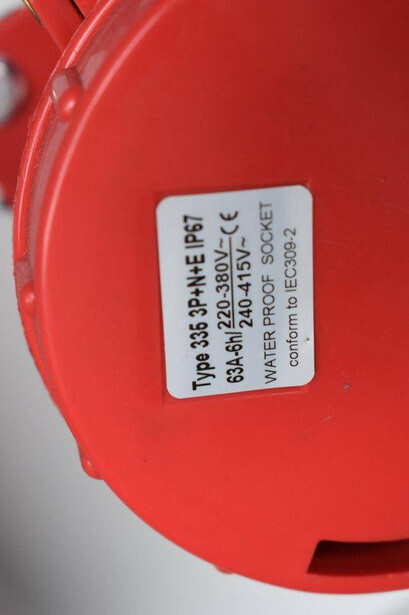 Type 335 3P+N+E IP67
63A-6h/220-380V~ CE
240-415V~
WATER PROOF SOCKET
conform to IEC309-2